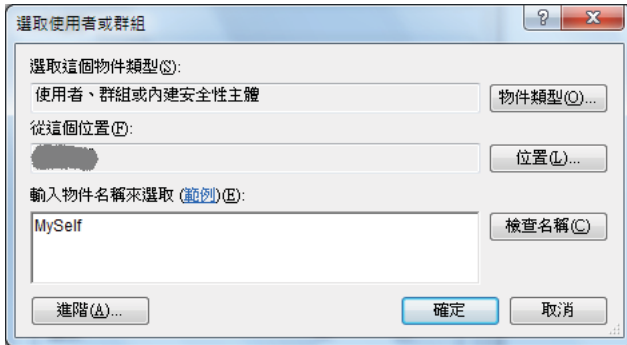 選取使用者或群組
選取這個物件類型(S):
使用者、群組或內建安全性主體
物件類型(O)...
從這個位置(F):
位置(L)...
輸入物件名稱來選取 (範例)(E):
MySelf
檢查名稱(C)
進階(A)...
確定
取消